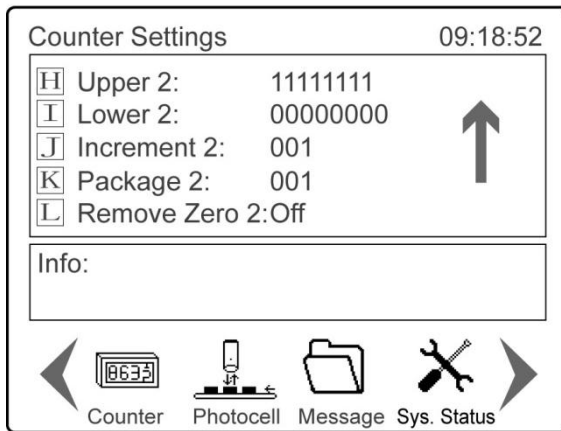 Counter Settings 09:18:52
H Upper 2: 11111111
I Lower 2: 00000000
J Increment 2: 001
K Package 2: 001
L Remove Zero 2:Off
Info:
Counter Photocell Message Sys. Status